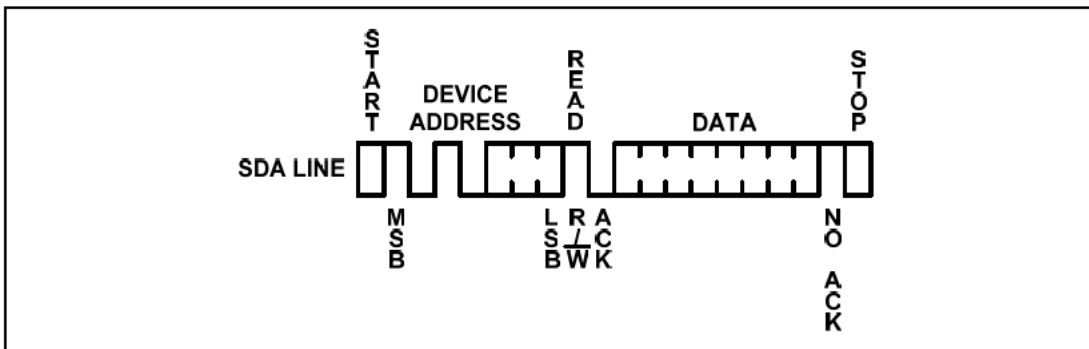 START
DEVICE ADDRESS
READ
DATA
STOP
SDA LINE
MSB
LSB
R/W
ACK
NO ACK